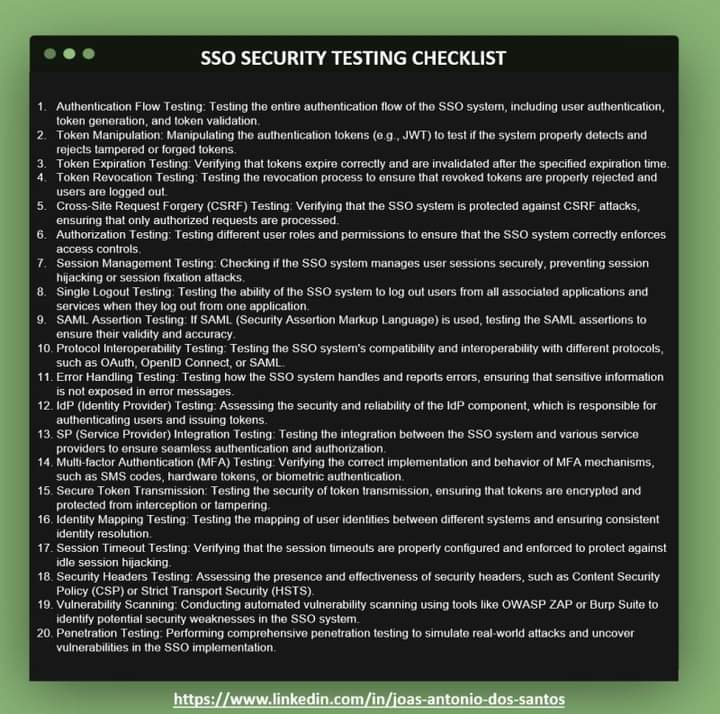 SSO SECURITY TESTING CHECKLIST
1. Authentication Flow Testing: Testing the entire authentication flow of the SSO system, including user authentication,
token generation, and token validation.
2. Token Manipulation: Manipulating the authentication tokens (e.g., JWT) to test if the system properly detects and
rejects tampered or forged tokens.
3. Token Expiration Testing: Verifying that tokens expire correctly and are invalidated after the specified expiration time.
4. Token Revocation Testing: Testing the revocation process to ensure that revoked tokens are properly rejected and
users are logged out.
5. Cross-Site Request Forgery (CSRF) Testing: Verifying that the SSO system is protected against CSRF attacks,
ensuring that only authorized requests are processed.
6. Authorization Testing: Testing different user roles and permissions to ensure that the SSO system correctly enforces
access controls.
7. Session Management Testing: Checking if the SSO system manages user sessions securely, preventing session
hijacking or session fixation attacks.
8. Single Logout Testing: Testing the ability of the SSO system to log out users from all associated applications and
services when they log out from one application.
9. SAML Assertion Testing: If SAML (Security Assertion Markup Language) is used, testing the SAML assertions to
ensure their validity and accuracy.
10. Protocol Interoperability Testing: Testing the SSO system's compatibility and interoperability with different protocols,
such as OAuth, OpenID Connect, or SAML.
11. Error Handling Testing: Testing how the SSO system handles and reports errors, ensuring that sensitive information
is not exposed in error messages.
12. IdP (Identity Provider) Testing: Assessing the security and reliability of the IdP component, which is responsible for
authenticating users and issuing tokens.
13. SP (Service Provider) Integration Testing: Testing the integration between the SSO system and various service
providers to ensure seamless authentication and authorization.
14. Multi-factor Authentication (MFA) Testing: Verifying the correct implementation and behavior of MFA mechanisms,
such as SMS codes, hardware tokens, or biometric authentication.
15. Secure Token Transmission: Testing the security of token transmission, ensuring that tokens are encrypted and
protected from interception or tampering.
16. Identity Mapping Testing: Testing the mapping of user identities between different systems and ensuring consistent
identity resolution.
17. Session Timeout Testing: Verifying that the session timeouts are properly configured and enforced to protect against
idle session hijacking.
18. Security Headers Testing: Assessing the presence and effectiveness of security headers, such as Content Security
Policy (CSP) or Strict Transport Security (HSTS).
19. Vulnerability Scanning: Conducting automated vulnerability scanning using tools like OWASP ZAP or Burp Suite to
identify potential security weaknesses in the SSO system.
20. Penetration Testing: Performing comprehensive penetration testing to simulate real-world attacks and uncover
vulnerabilities in the SSO implementation.
https://www.linkedin.com/in/joas-antonio-dos-santos